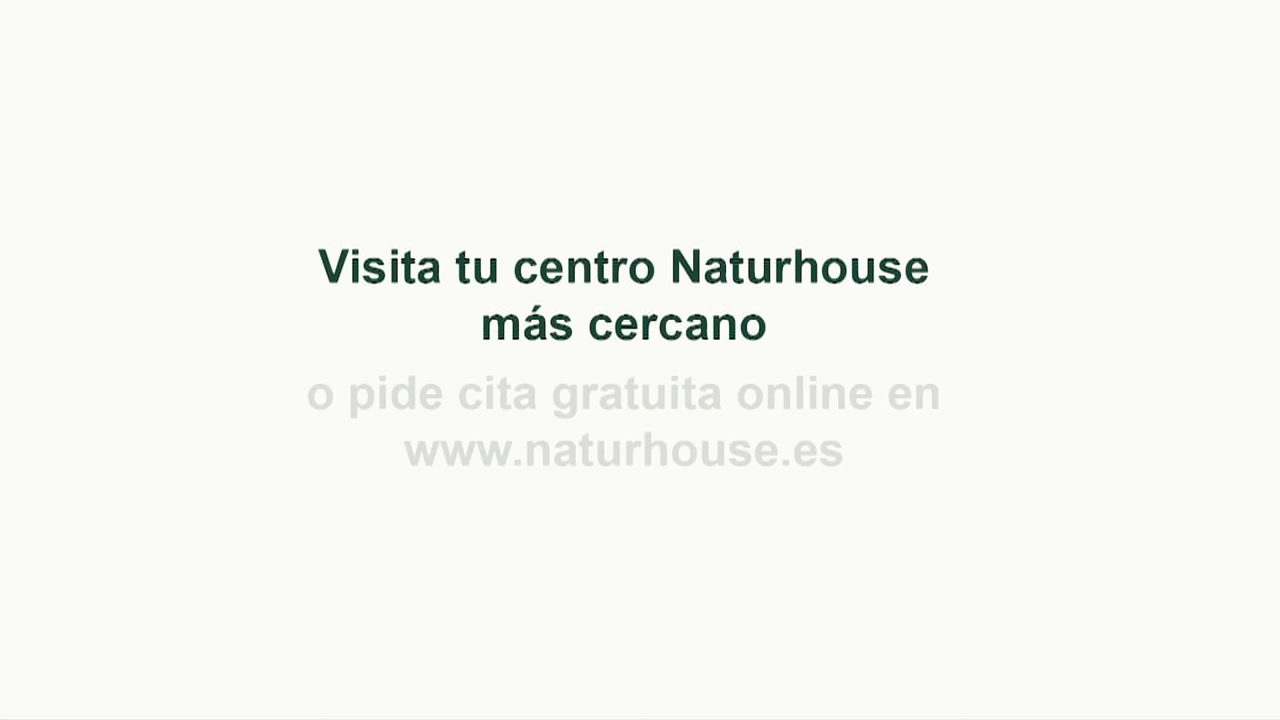 Visita tu centro Naturhouse
más cercano
o pide cita gratuita online en
www.naturhouse.es